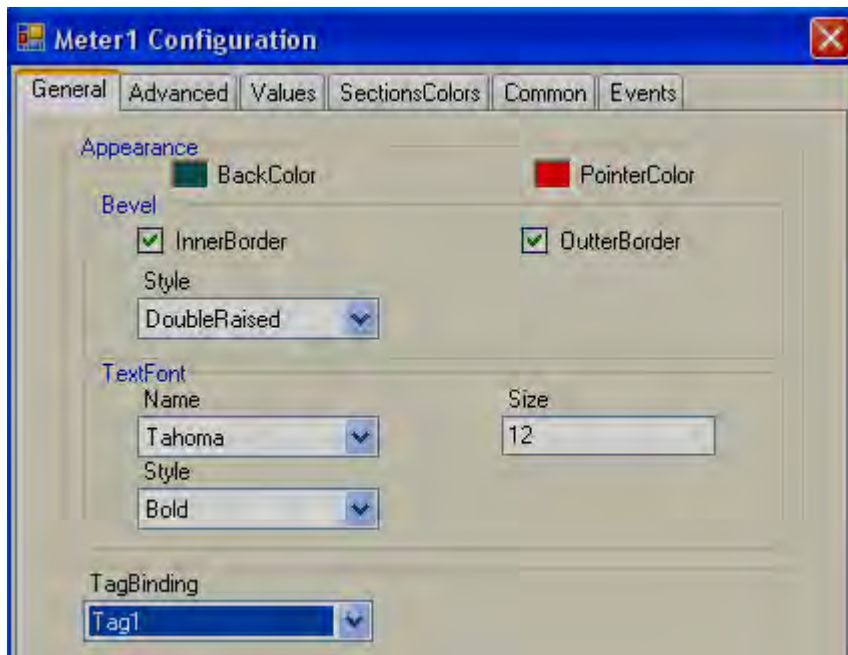 Meter1 Configuration
General Advanced Values SectionsColors Common Events
Appearance
BackColor PointerColor
Bevel
InnerBorder OutterBorder
Style
DoubleRaised
TextFont
Name Size
Tahoma 12
Style
Bold
TagBinding
Tag1